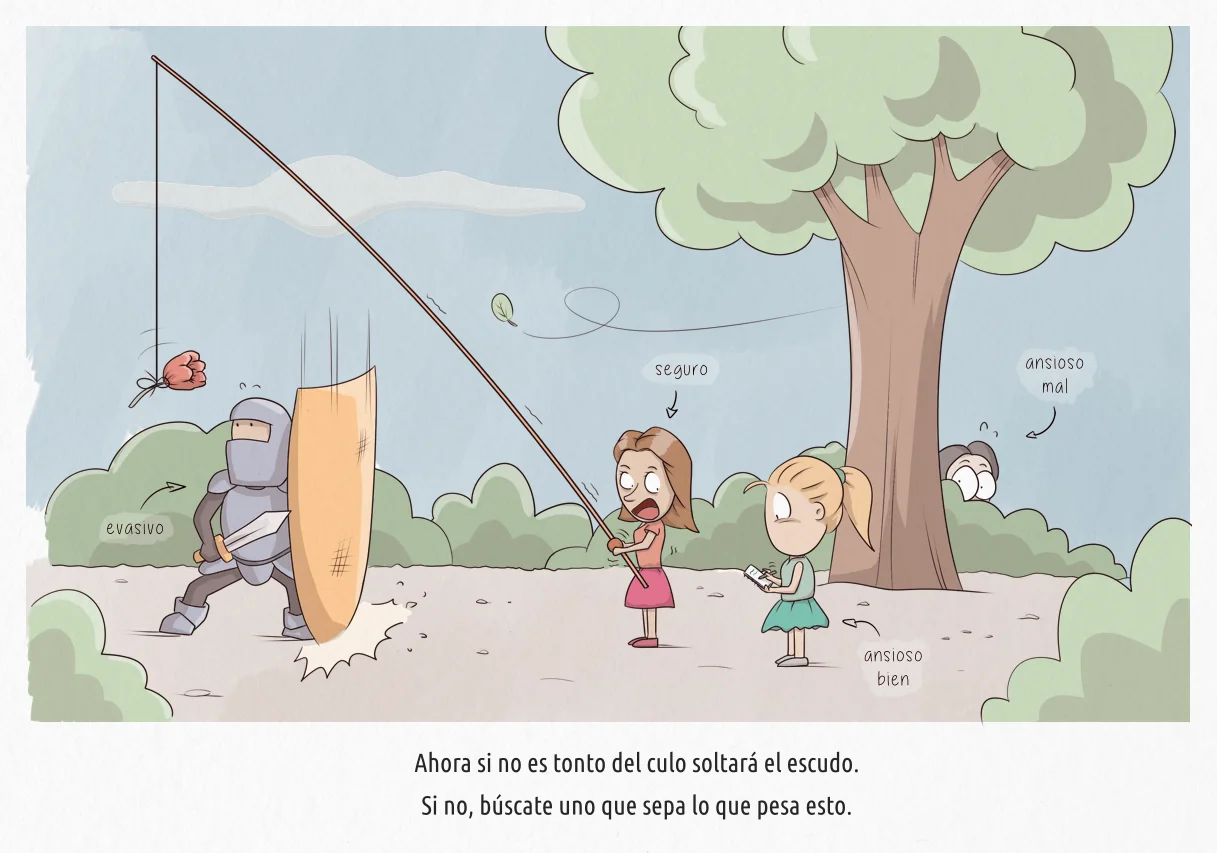 seguro
ansioso
mal
evasivo
ansioso
bien
Ahora si no es tonto del culo soltará el escudo.
Si no, búscate uno que sepa lo que pesa esto.